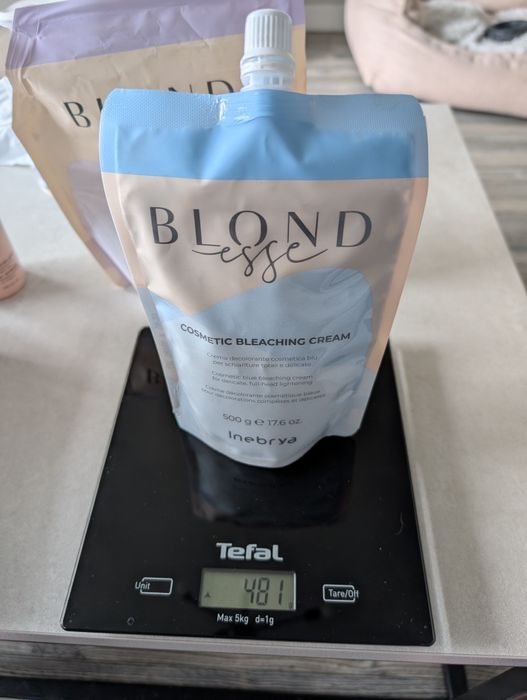 BLOND
esse
COSMETIC BLEACHING CREAM
Crema decolorante cosmetica blu
per schiariture totali e delicate
Cosmetic blue bleaching cream
for delicate, full-head lightening
Crème décolorante cosmétique bleue
pour décolorations complètes et délicates
500 g e 17.6 oz.
Inebrya
Tefal
Unit
481
g
Tare/Off
Max 5kg d=1g